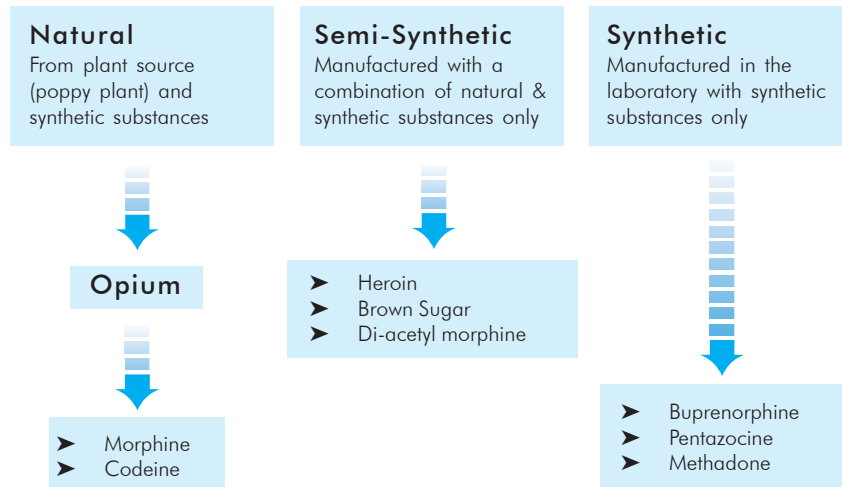 Natural
From plant source
(poppy plant) and
synthetic substances
Semi-Synthetic
Manufactured with a
combination of natural &
synthetic substances only
Synthetic
Manufactured in the
laboratory with synthetic
substances only
Opium
➤ Morphine
➤ Codeine
➤ Heroin
➤ Brown Sugar
➤ Di-acetyl morphine
➤ Buprenorphine
➤ Pentazocine
➤ Methadone